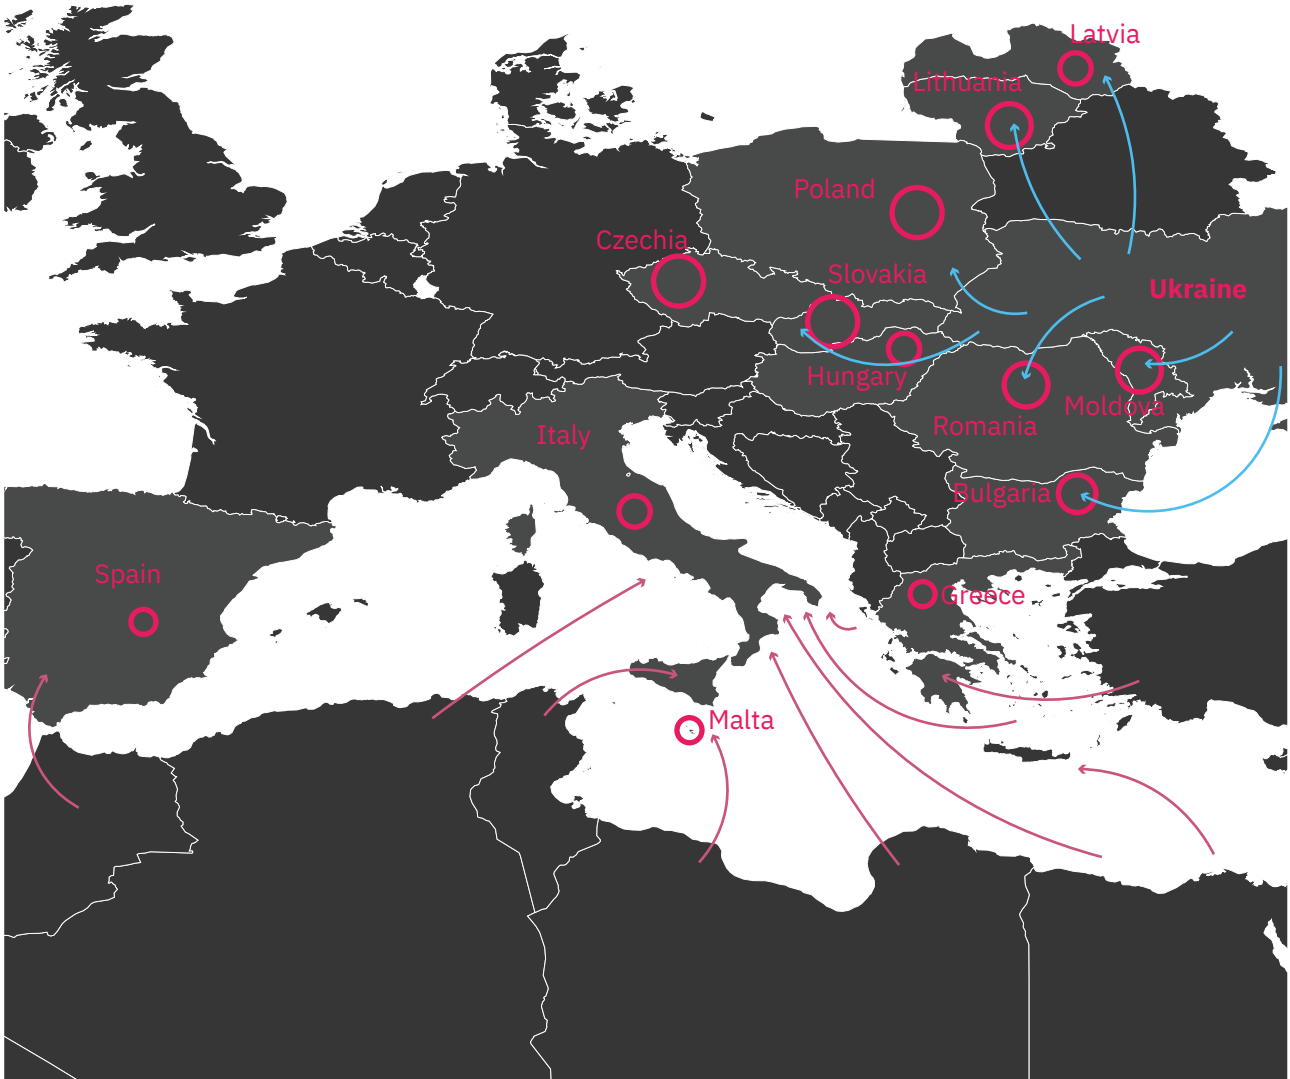 Latvia
Lithuania
Poland
Czechia
Slovakia
Ukraine
Hungary
Moldova
Romania
Italy
Bulgaria
Spain
Greece
Malta